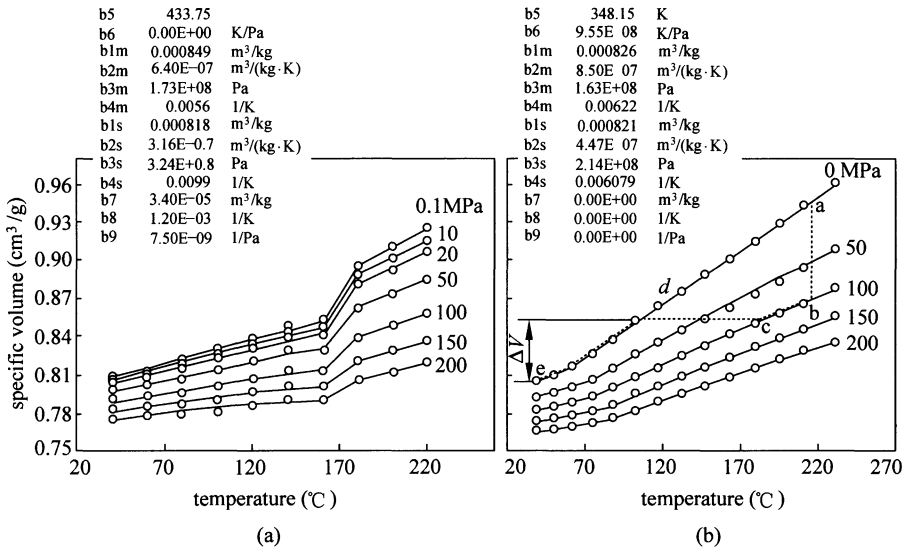 b5 433.75
b6 0.00E+00 K/Pa
b1m 0.000849 m³/kg
b2m 6.40E−07 m³/(kg·K)
b3m 1.73E+08 Pa
b4m 0.0056 1/K
b1s 0.000818 m³/kg
b2s 3.16E−0.7 m³/(kg·K)
b3s 3.24E+0.8 Pa
b4s 0.0099 1/K
b7 3.40E−05 m³/kg
b8 1.20E−03 1/K
b9 7.50E−09 1/Pa
0.96
0.93
0.90
0.87
0.84
0.81
0.78
0.75
specific volume (cm³/g)
0.1MPa
10
20
50
100
150
200
20 70 120 170 220
temperature (℃)
(a)
b5 348.15 K
b6 9.55E 08 K/Pa
b1m 0.000826 m³/kg
b2m 8.50E 07 m³/(kg·K)
b3m 1.63E+08 Pa
b4m 0.00622 1/K
b1s 0.000821 m³/kg
b2s 4.47E 07 m³/(kg·K)
b3s 2.14E+08 Pa
b4s 0.006079 1/K
b7 0.00E+00 m³/kg
b8 0.00E+00 1/K
b9 0.00E+00 1/Pa
0 MPa
a
50
d
100
b
c
150
ΔV
200
e
20 70 120 170 220 270
temperature (℃)
(b)